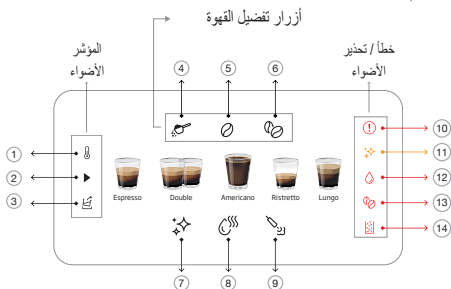 أزرار تفضيل القهوة
المؤشر
الأضواء
خطأ / تحذير
الأضواء
4 5 6
1
2
3
10
11
12
13
14
Espresso Double Americano Ristretto Lungo
7 8 9